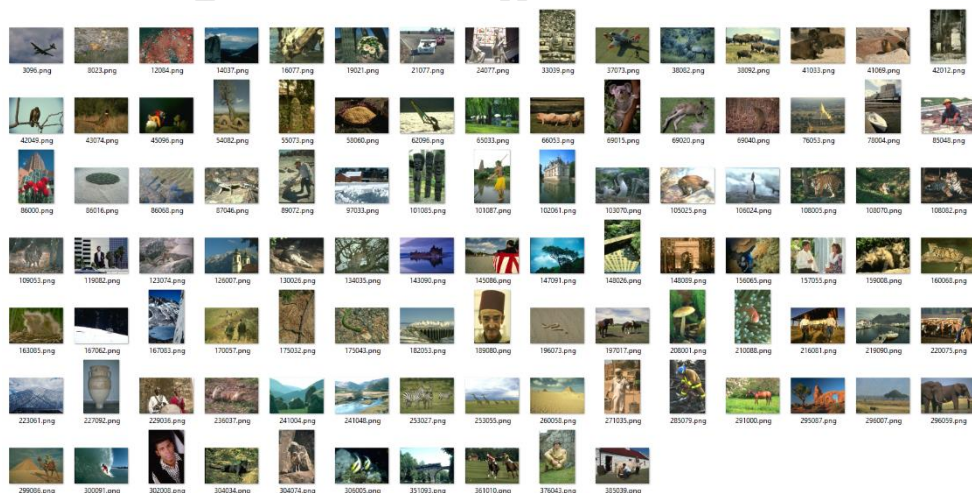 3096.png 8023.png 12084.png 14037.png 16077.png 19021.png 21077.png 24077.png 33039.png 37073.png 38082.png 38092.png 41033.png 41069.png 42012.png
42049.png 43074.png 45096.png 54082.png 55073.png 58060.png 62096.png 65033.png 66053.png 69015.png 69020.png 69040.png 76053.png 78004.png 85048.png
86000.png 86016.png 86068.png 87046.png 89072.png 97033.png 101085.png 101087.png 102061.png 103070.png 105025.png 106024.png 108005.png 108070.png 108082.png
109053.png 119082.png 123074.png 126007.png 130026.png 134035.png 143090.png 145086.png 147091.png 148026.png 148089.png 156065.png 157055.png 159008.png 160068.png
163085.png 167062.png 167083.png 170057.png 175032.png 175043.png 182053.png 189080.png 196073.png 197017.png 208001.png 210088.png 216081.png 219090.png 220075.png
223061.png 227092.png 229036.png 236037.png 241004.png 241048.png 253027.png 253055.png 260058.png 271035.png 285079.png 291000.png 295087.png 296007.png 296059.png
299086.png 300091.png 302008.png 304034.png 304074.png 306005.png 351093.png 361010.png 376043.png 385039.png